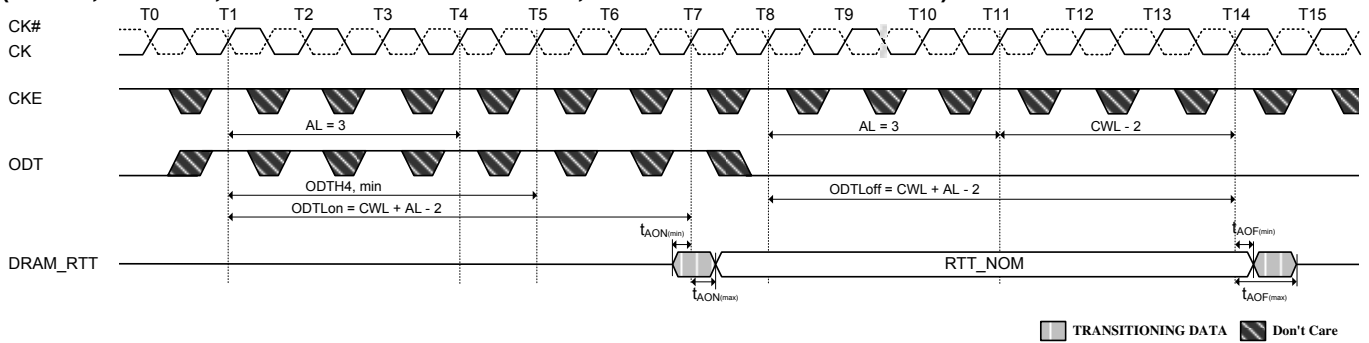 T0 T1 T2 T3 T4 T5 T6 T7 T8 T9 T10 T11 T12 T13 T14 T15
CK#
CK
CKE
AL = 3 AL = 3 CWL - 2
ODT
ODTH4, min ODTLoff = CWL + AL - 2
ODTLon = CWL + AL - 2
tAON(min) tAOF(min)
DRAM_RTT RTT_NOM
tAON(max) tAOF(max)
TRANSITIONING DATA Don't Care